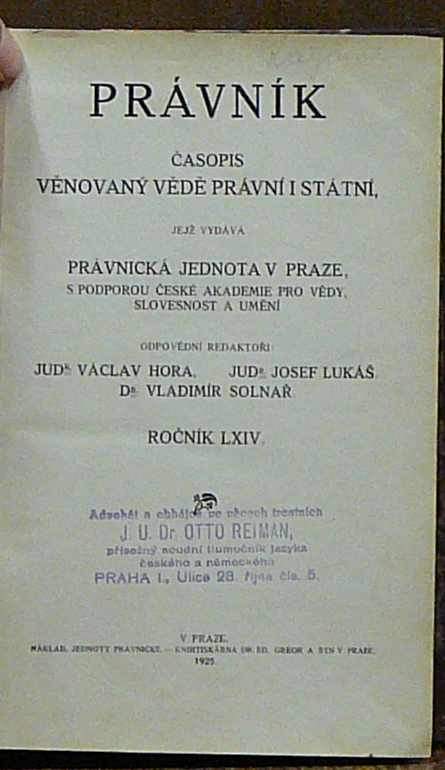 PRÁVNÍK
ČASOPIS
VĚNOVANÝ VĚDĚ PRÁVNÍ I STÁTNÍ,
JEJŽ VYDÁVÁ
PRÁVNICKÁ JEDNOTA V PRAZE,
S PODPOROU ČESKÉ AKADEMIE PRO VĚDY,
SLOVESNOST A UMĚNÍ
ODPOVĚDNÍ REDAKTOŘI:
JUDR. VÁCLAV HORA, JUDR. JOSEF LUKÁŠ,
DR. VLADIMÍR SOLNAŘ
ROČNÍK LXIV.
Advokát a obhájce ve věcech trestních
J. U. Dr. OTTO REIMAN,
přísežný soudní tlumočník jazyka
českého a německého
PRAHA I., Ulice 28. října čís. 5.
V PRAZE.
NÁKLAD. JEDNOTY PRÁVNICKÉ. — KNIHTISKÁRNA DR. ED. GRÉGR A SYN V PRAZE.
1925